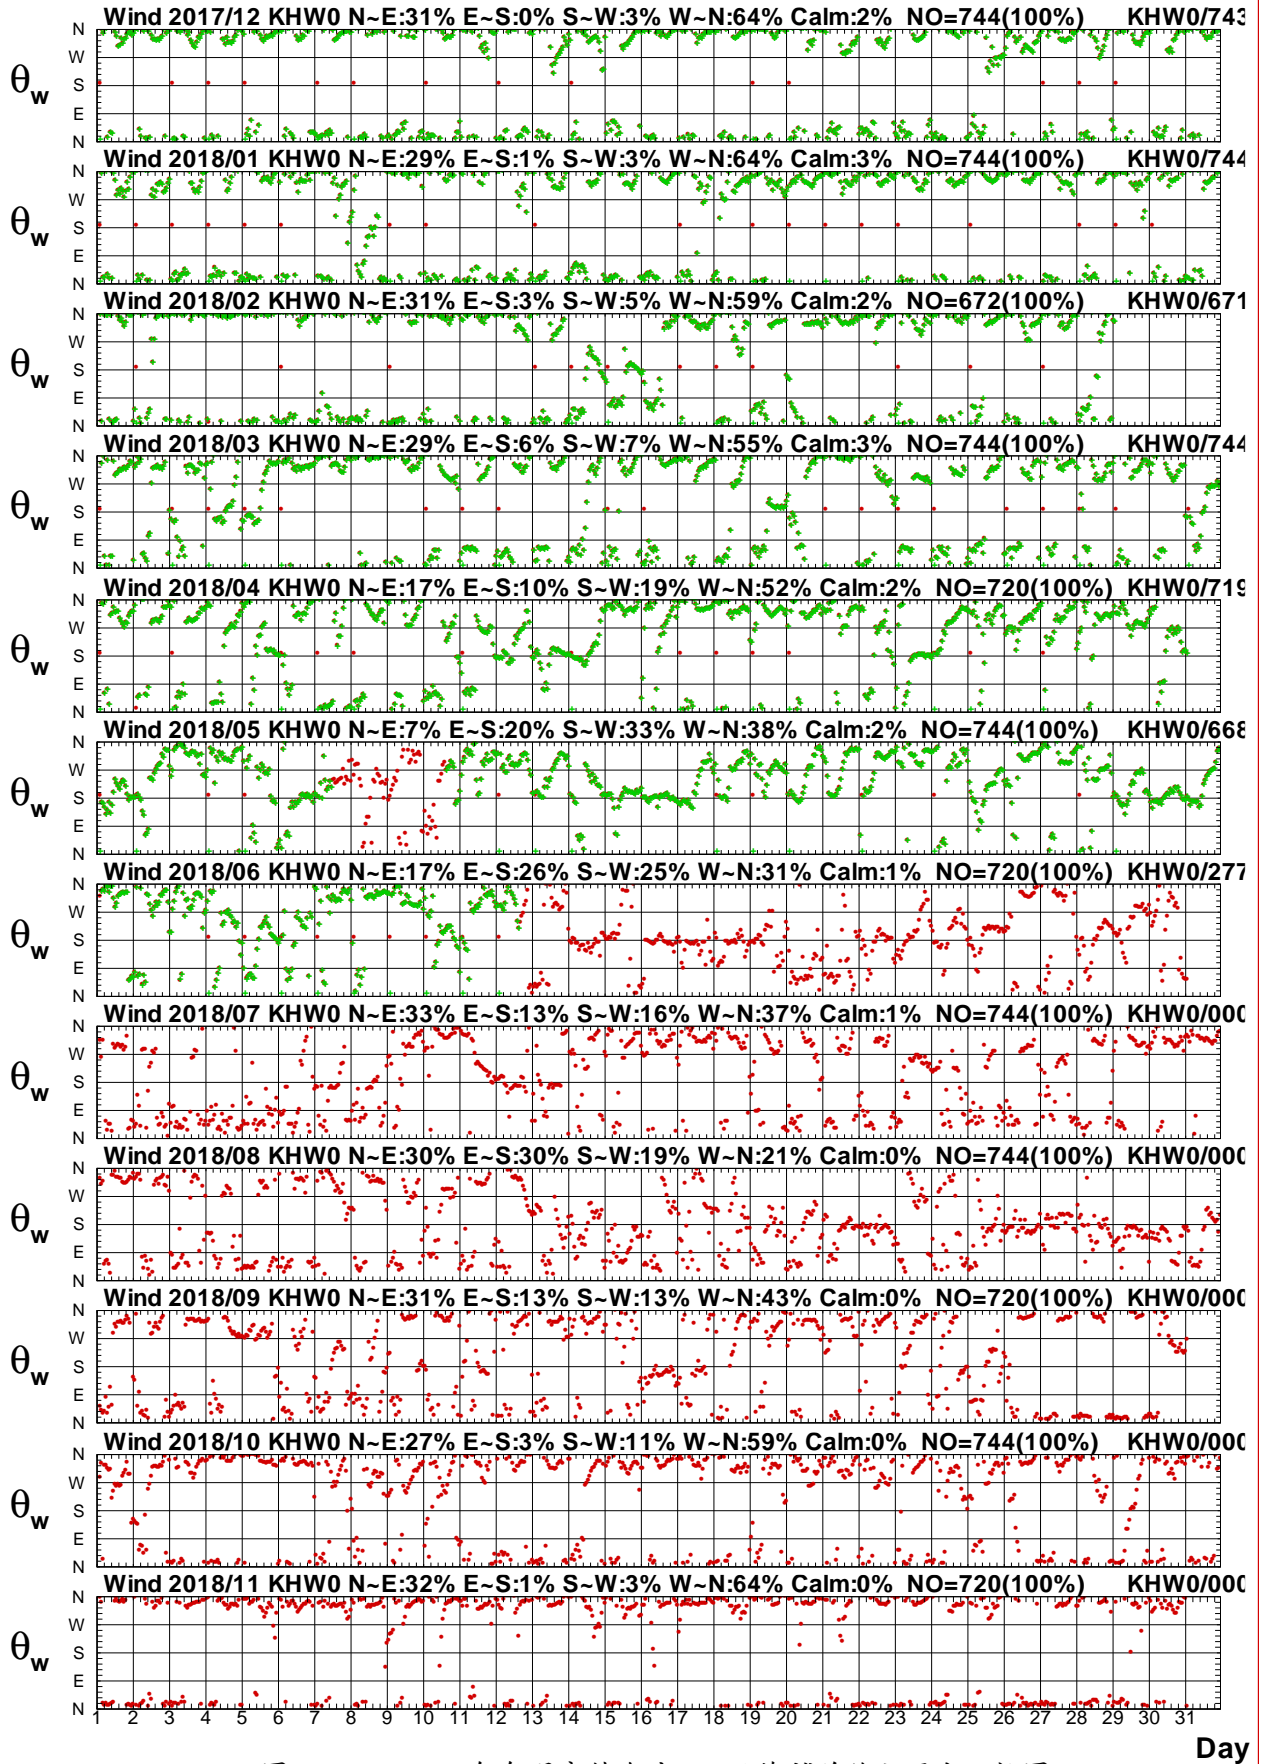 Wind 2017/12 KHW0 N~E:31% E~S:0% S~W:3% W~N:64% Calm:2% NO=744(100%) KHW0/743
N
W
θw
S
E
N
Wind 2018/01 KHW0 N~E:29% E~S:1% S~W:3% W~N:64% Calm:3% NO=744(100%) KHW0/744
N
W
θw
S
E
N
Wind 2018/02 KHW0 N~E:31% E~S:3% S~W:5% W~N:59% Calm:2% NO=672(100%) KHW0/671
N
W
θw
S
E
N
Wind 2018/03 KHW0 N~E:29% E~S:6% S~W:7% W~N:55% Calm:3% NO=744(100%) KHW0/744
N
W
θw
S
E
N
Wind 2018/04 KHW0 N~E:17% E~S:10% S~W:19% W~N:52% Calm:2% NO=720(100%) KHW0/719
N
W
θw
S
E
N
Wind 2018/05 KHW0 N~E:7% E~S:20% S~W:33% W~N:38% Calm:2% NO=744(100%) KHW0/668
N
W
θw
S
E
N
Wind 2018/06 KHW0 N~E:17% E~S:26% S~W:25% W~N:31% Calm:1% NO=720(100%) KHW0/277
N
W
θw
S
E
N
Wind 2018/07 KHW0 N~E:33% E~S:13% S~W:16% W~N:37% Calm:1% NO=744(100%) KHW0/000
N
W
θw
S
E
N
Wind 2018/08 KHW0 N~E:30% E~S:30% S~W:19% W~N:21% Calm:0% NO=744(100%) KHW0/000
N
W
θw
S
E
N
Wind 2018/09 KHW0 N~E:31% E~S:13% S~W:13% W~N:43% Calm:0% NO=720(100%) KHW0/000
N
W
θw
S
E
N
Wind 2018/10 KHW0 N~E:27% E~S:3% S~W:11% W~N:59% Calm:0% NO=744(100%) KHW0/000
N
W
θw
S
E
N
Wind 2018/11 KHW0 N~E:32% E~S:1% S~W:3% W~N:64% Calm:0% NO=720(100%) KHW0/000
N
W
θw
S
E
N
1 2 3 4 5 6 7 8 9 10 11 12 13 14 15 16 17 18 19 20 21 22 23 24 25 26 27 28 29 30 31
Day